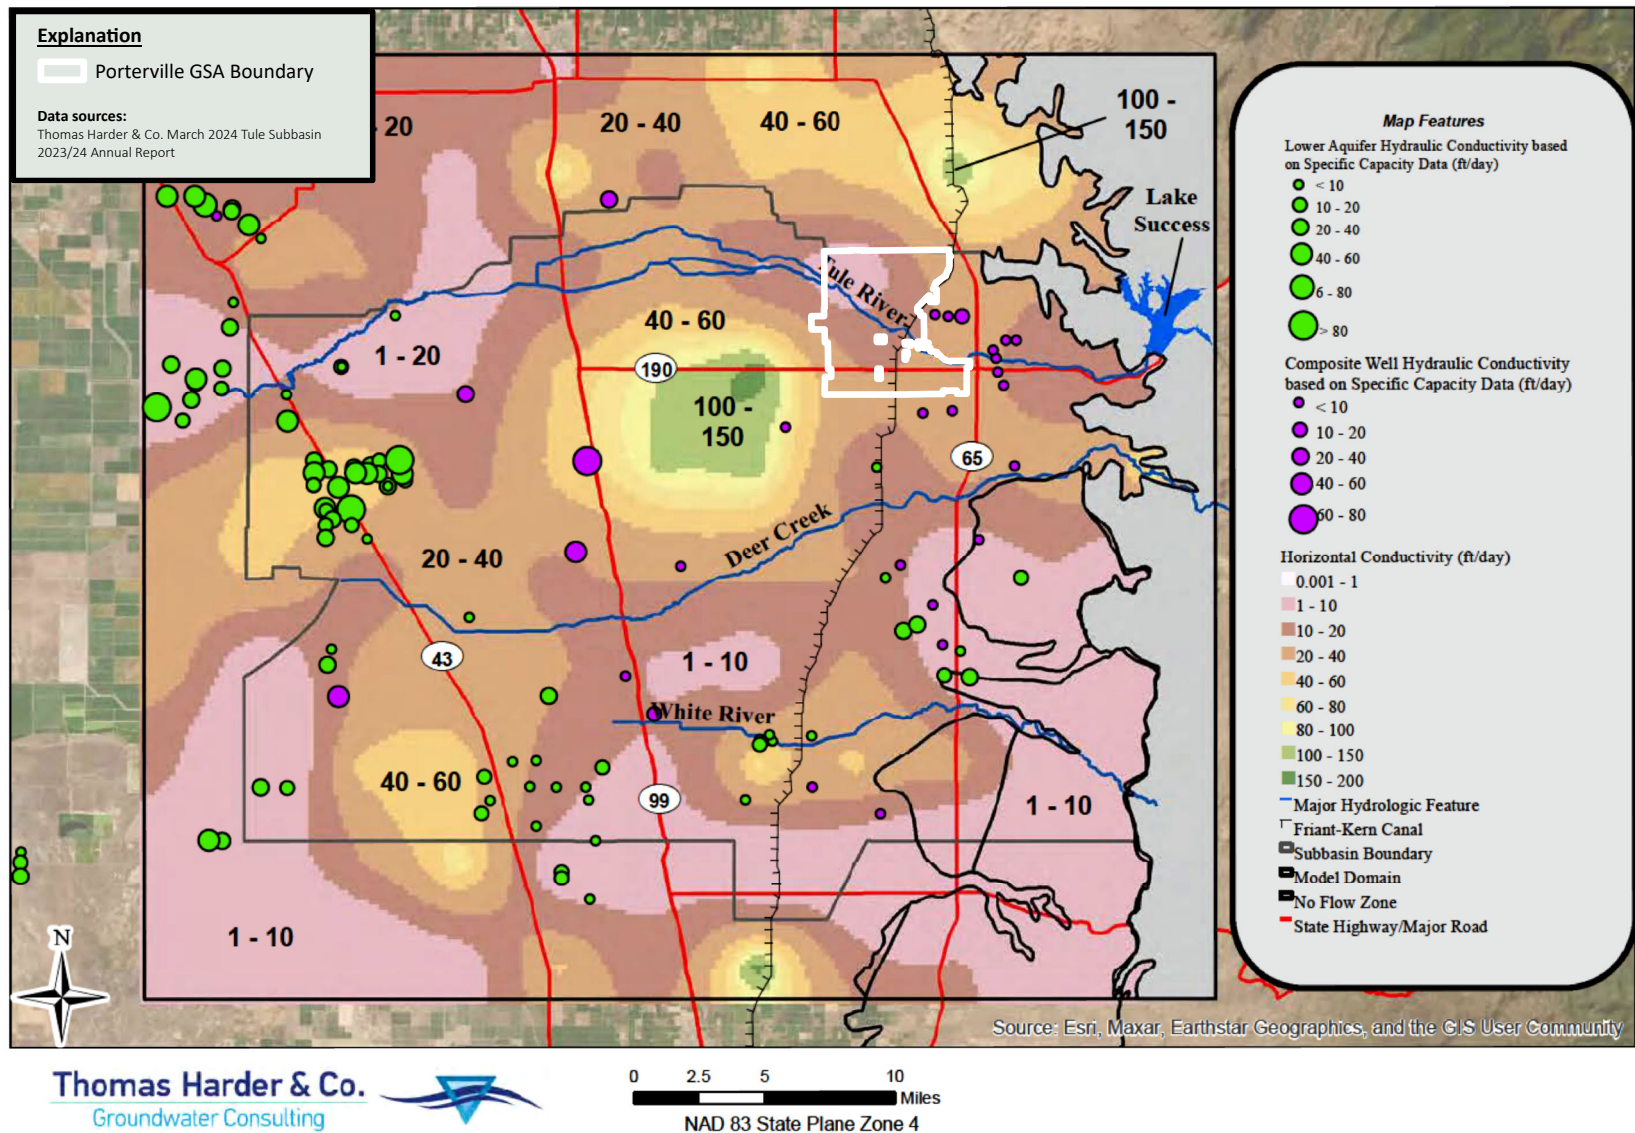 Explanation
Porterville GSA Boundary
Data sources:
Thomas Harder & Co. March 2024 Tule Subbasin
2023/24 Annual Report
- 20
20 - 40
40 - 60
100 -
150
Lake
Success
Tule River
40 - 60
1 - 20
190
100 -
150
65
Deer Creek
20 - 40
43
1 - 10
White River
40 - 60
99
1 - 10
1 - 10
N
Map Features
Lower Aquifer Hydraulic Conductivity based
on Specific Capacity Data (ft/day)
< 10
10 - 20
20 - 40
40 - 60
6 - 80
> 80
Composite Well Hydraulic Conductivity
based on Specific Capacity Data (ft/day)
< 10
10 - 20
20 - 40
40 - 60
60 - 80
Horizontal Conductivity (ft/day)
0.001 - 1
1 - 10
10 - 20
20 - 40
40 - 60
60 - 80
80 - 100
100 - 150
150 - 200
Major Hydrologic Feature
Friant-Kern Canal
Subbasin Boundary
Model Domain
No Flow Zone
State Highway/Major Road
Source: Esri, Maxar, Earthstar Geographics, and the GIS User Community
Thomas Harder & Co.
Groundwater Consulting
0 2.5 5 10
Miles
NAD 83 State Plane Zone 4